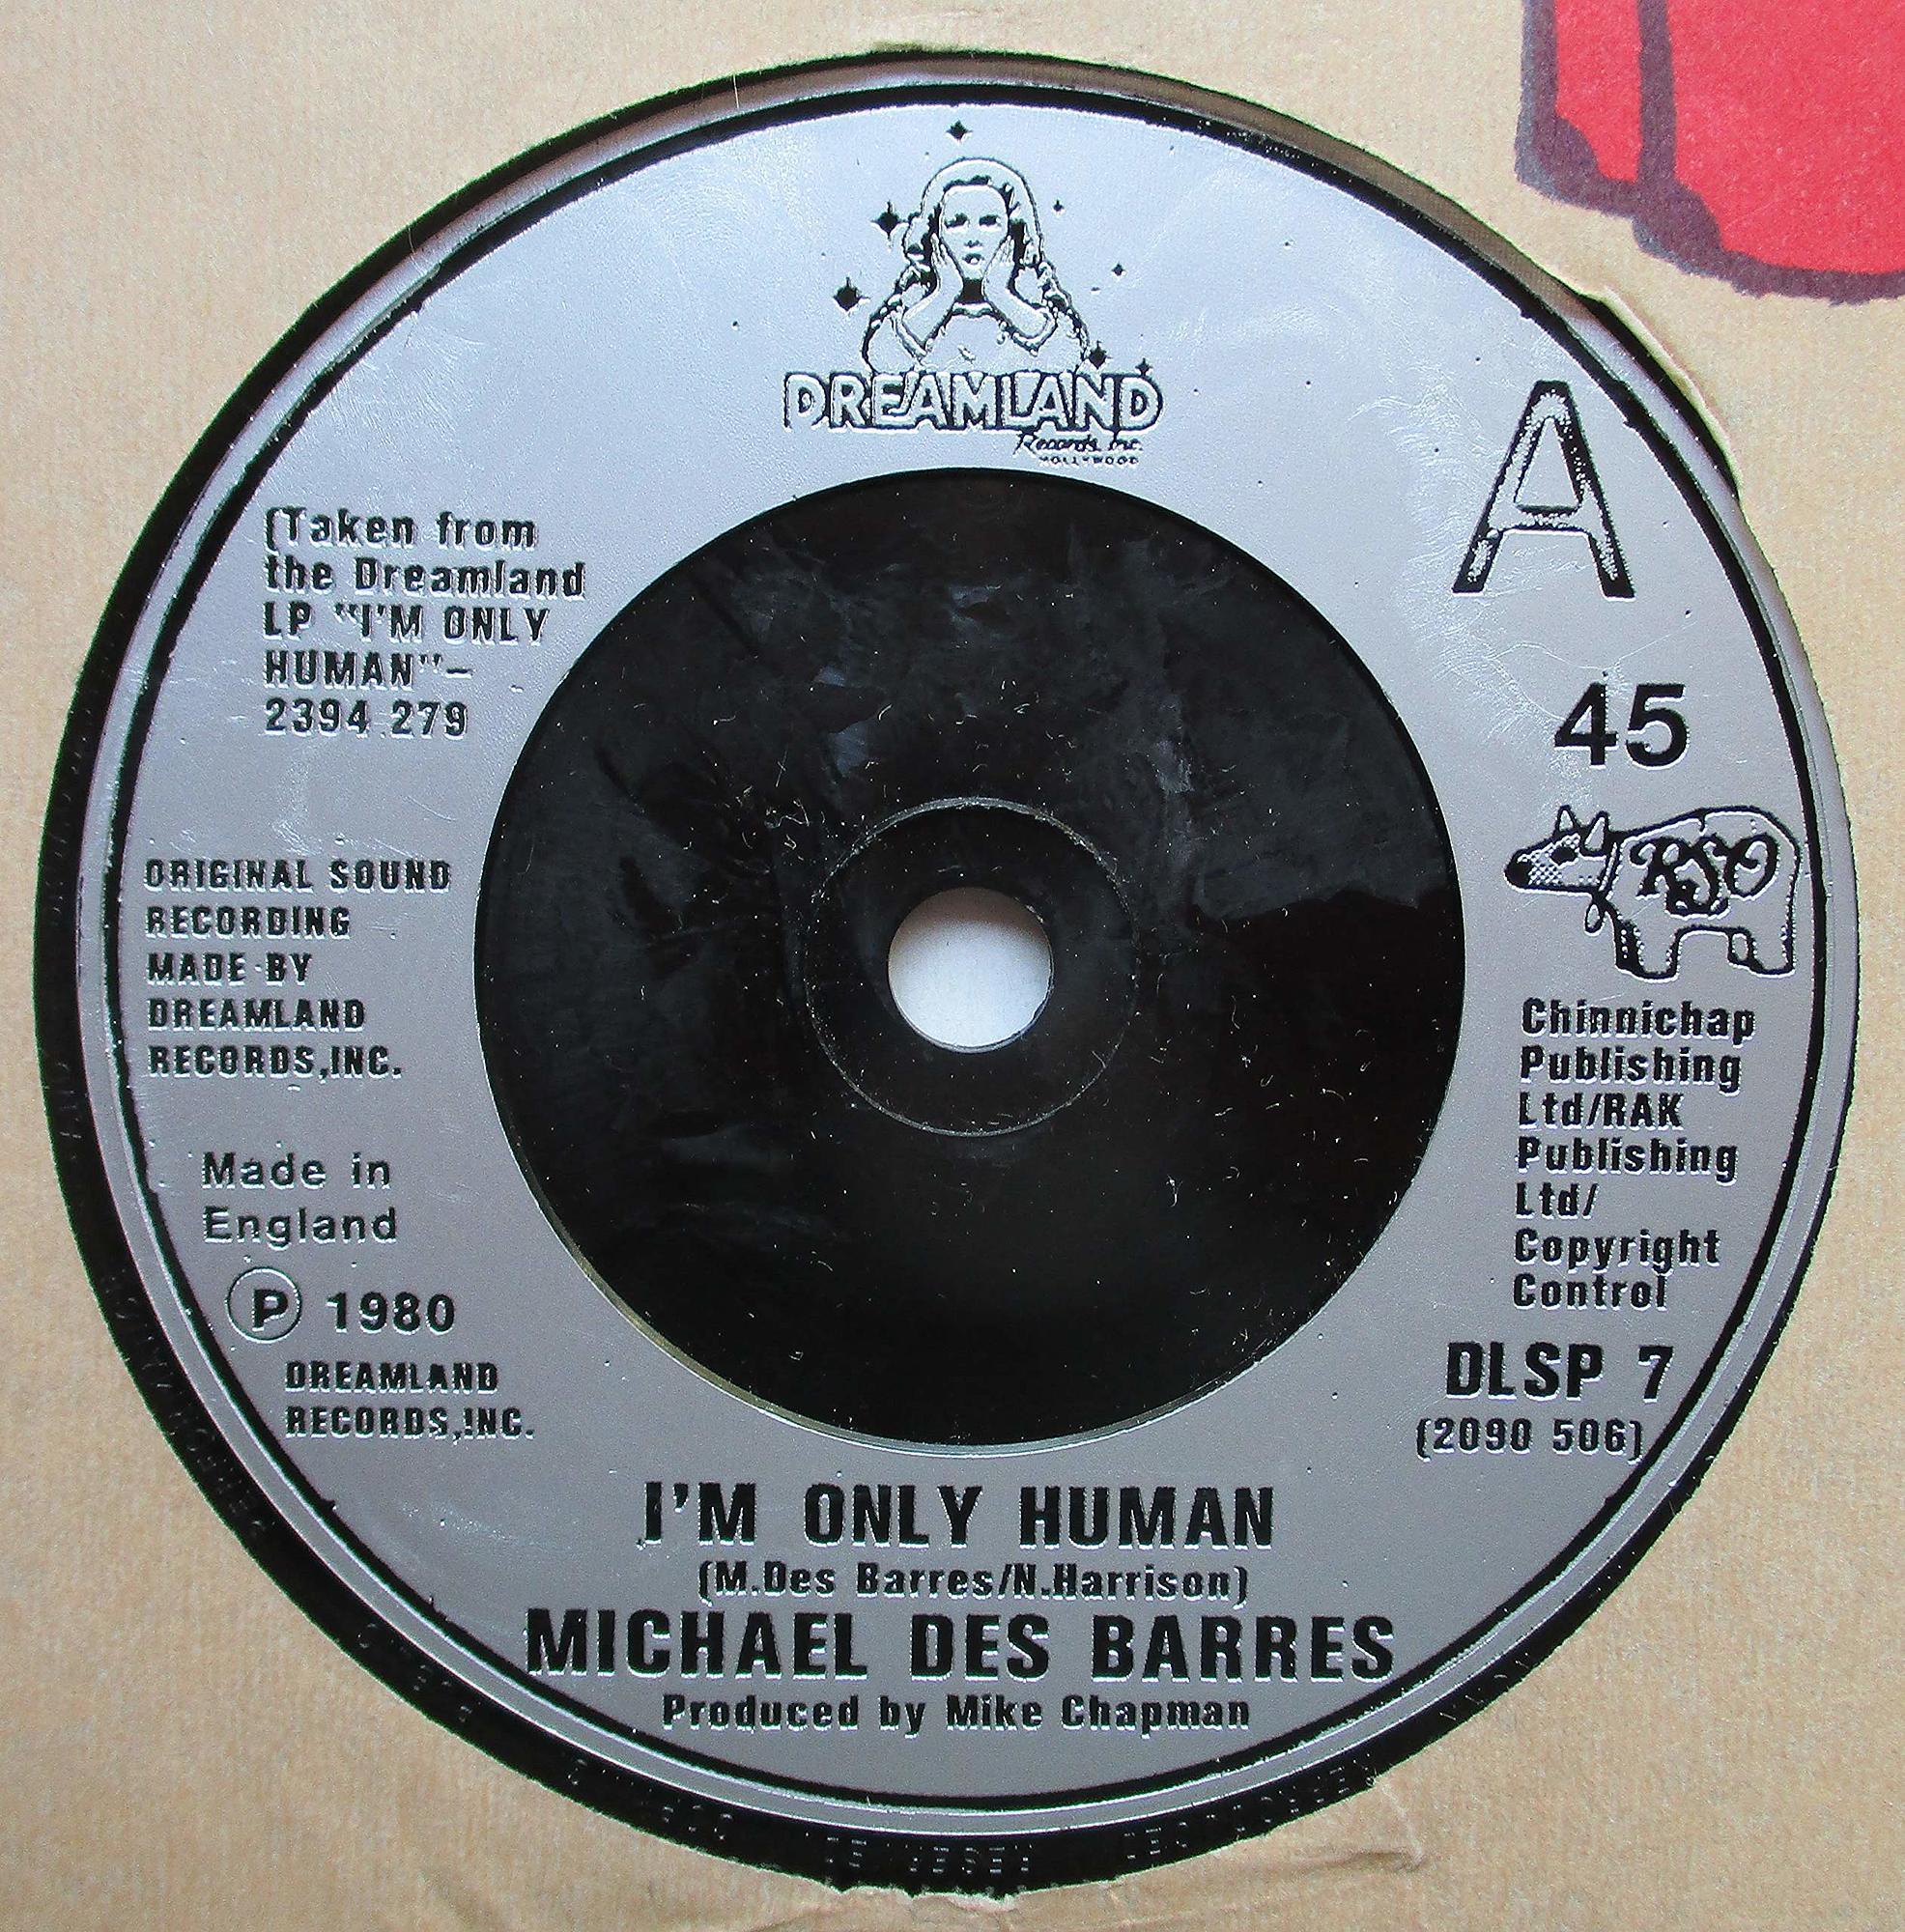 DREAMLAND
Records, Inc.
HOLLYWOOD
A
45
RSO
(Taken from
the Dreamland
LP "I'M ONLY
HUMAN"–
2394 279
ORIGINAL SOUND
RECORDING
MADE BY
DREAMLAND
RECORDS,INC.
Made in
England
Ⓟ 1980
DREAMLAND
RECORDS,INC.
Chinnichap
Publishing
Ltd/RAK
Publishing
Ltd/
Copyright
Control
DLSP 7
(2090 506)
I'M ONLY HUMAN
(M.Des Barres/N.Harrison)
MICHAEL DES BARRES
Produced by Mike Chapman